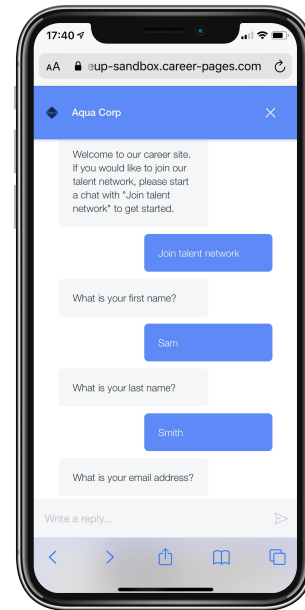 17:40
AA eup-sandbox.career-pages.com
Aqua Corp
Welcome to our career site.
If you would like to join our
talent network, please start
a chat with "Join talent
network" to get started.
Join talent network
What is your first name?
Sam
What is your last name?
Smith
What is your email address?
Write a reply...